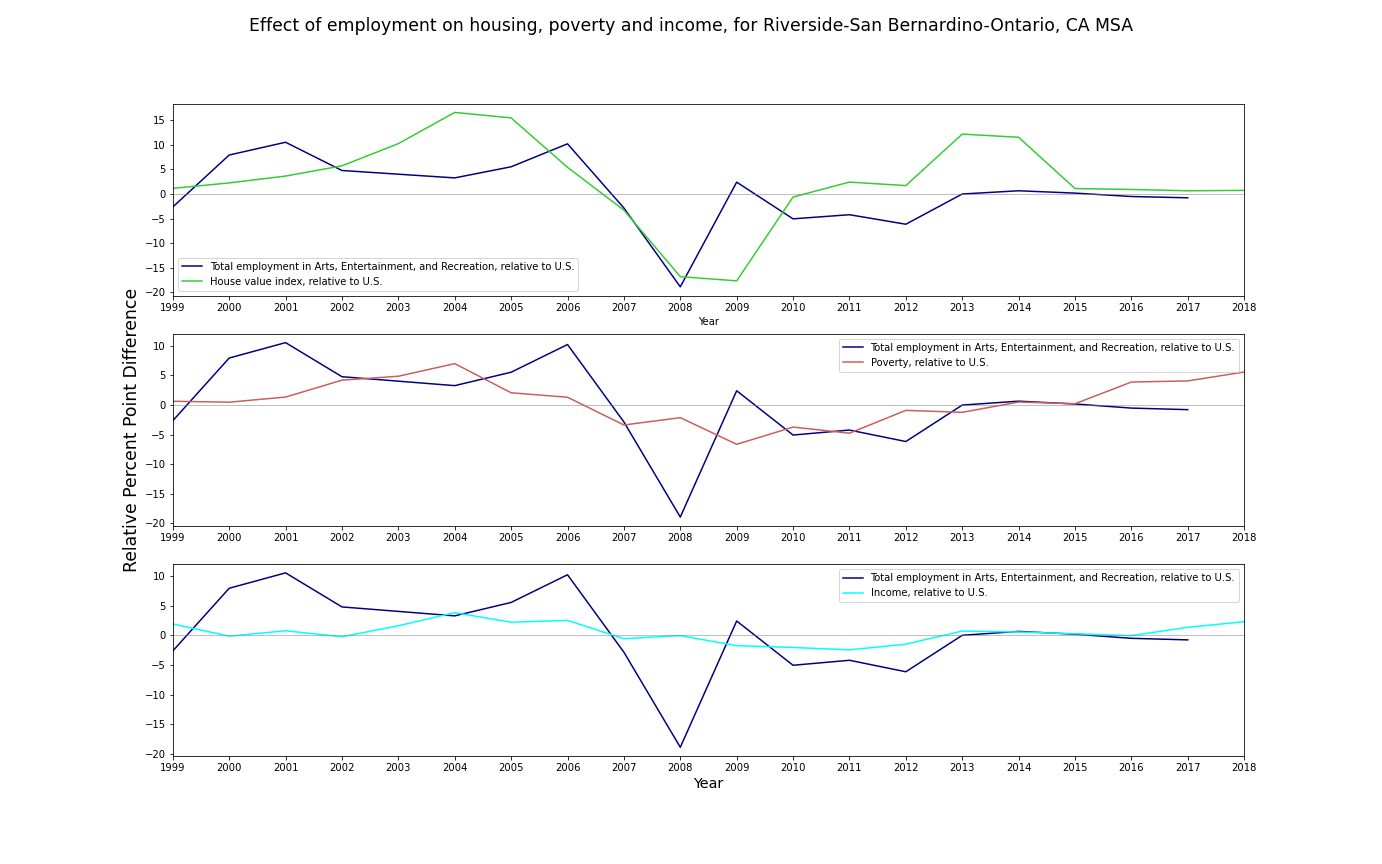 Effect of employment on housing, poverty and income, for Riverside-San Bernardino-Ontario, CA MSA
Relative Percent Point Difference
15
10
5
0
−5
−10
−15
−20
Total employment in Arts, Entertainment, and Recreation, relative to U.S.
House value index, relative to U.S.
1999 2000 2001 2002 2003 2004 2005 2006 2007 2008 2009 2010 2011 2012 2013 2014 2015 2016 2017 2018
Year
10
5
0
−5
−10
−15
−20
Total employment in Arts, Entertainment, and Recreation, relative to U.S.
Poverty, relative to U.S.
1999 2000 2001 2002 2003 2004 2005 2006 2007 2008 2009 2010 2011 2012 2013 2014 2015 2016 2017 2018
10
5
0
−5
−10
−15
−20
Total employment in Arts, Entertainment, and Recreation, relative to U.S.
Income, relative to U.S.
1999 2000 2001 2002 2003 2004 2005 2006 2007 2008 2009 2010 2011 2012 2013 2014 2015 2016 2017 2018
Year